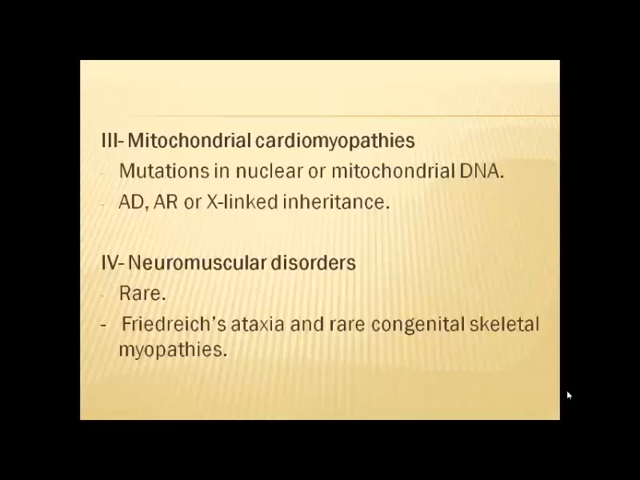 III- Mitochondrial cardiomyopathies
- Mutations in nuclear or mitochondrial DNA.
- AD, AR or X-linked inheritance.
IV- Neuromuscular disorders
- Rare.
- Friedreich's ataxia and rare congenital skeletal
myopathies.